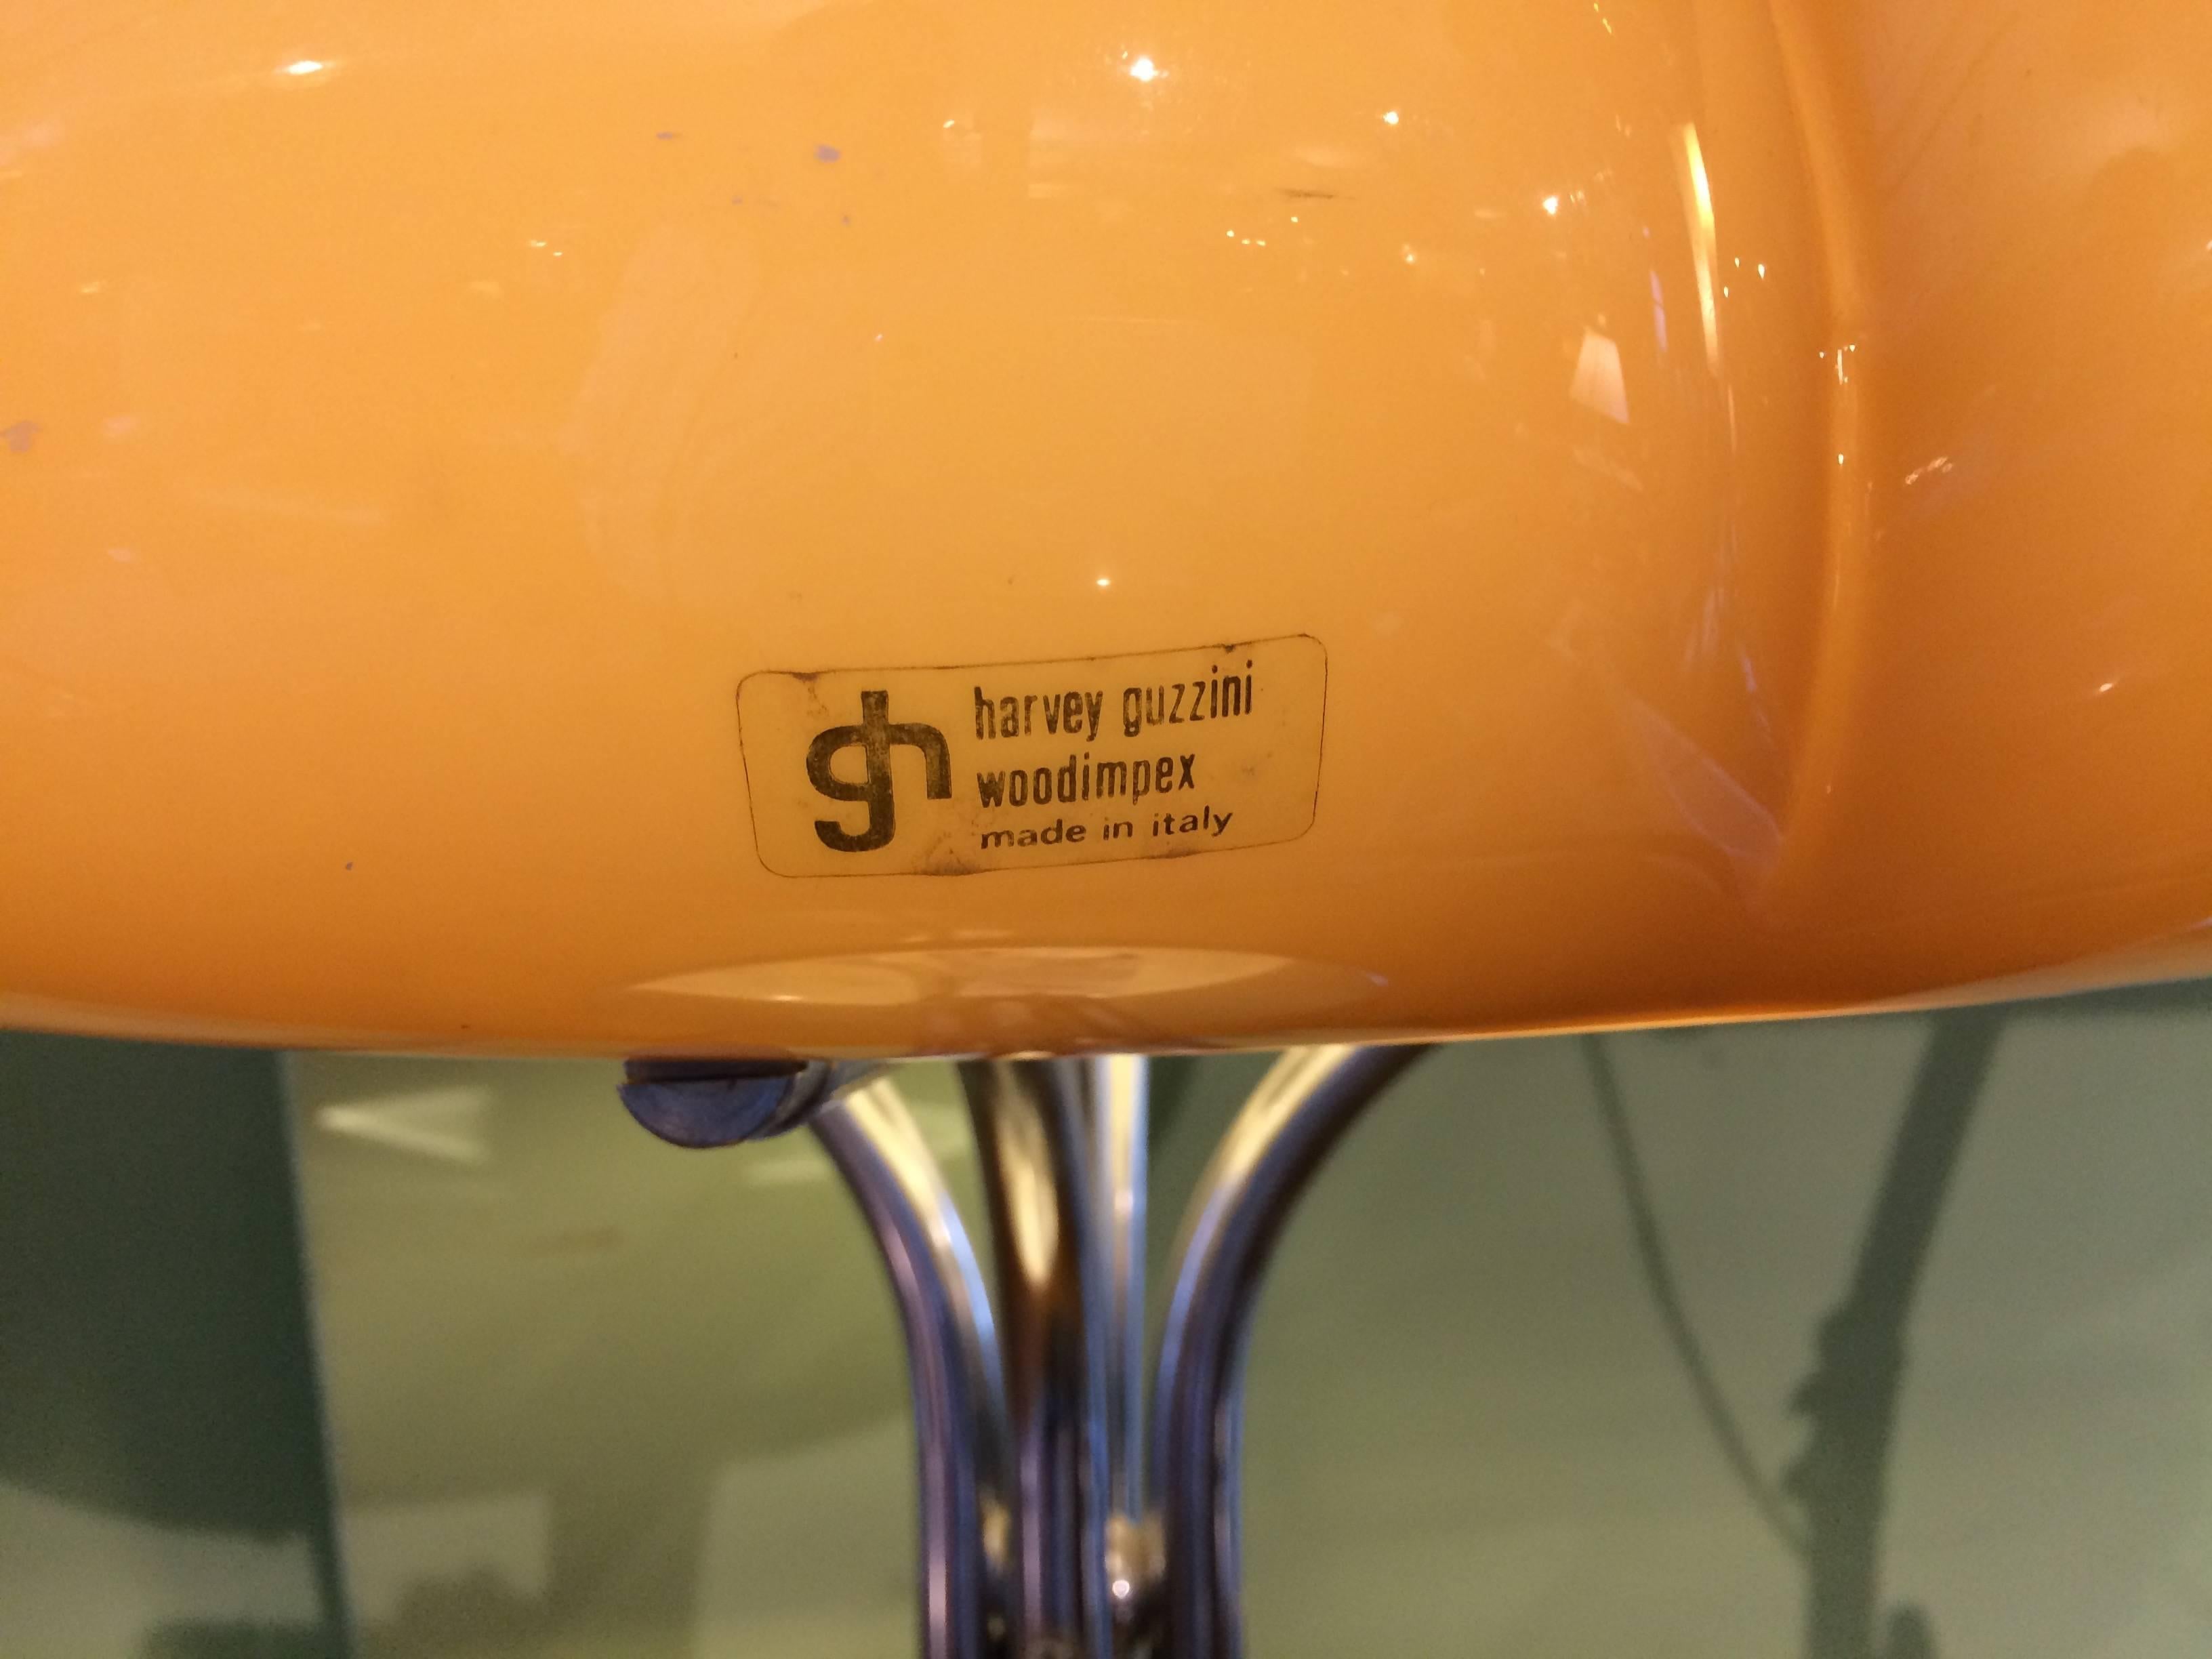 gh
harvey guzzini
woodimpex
made in italy